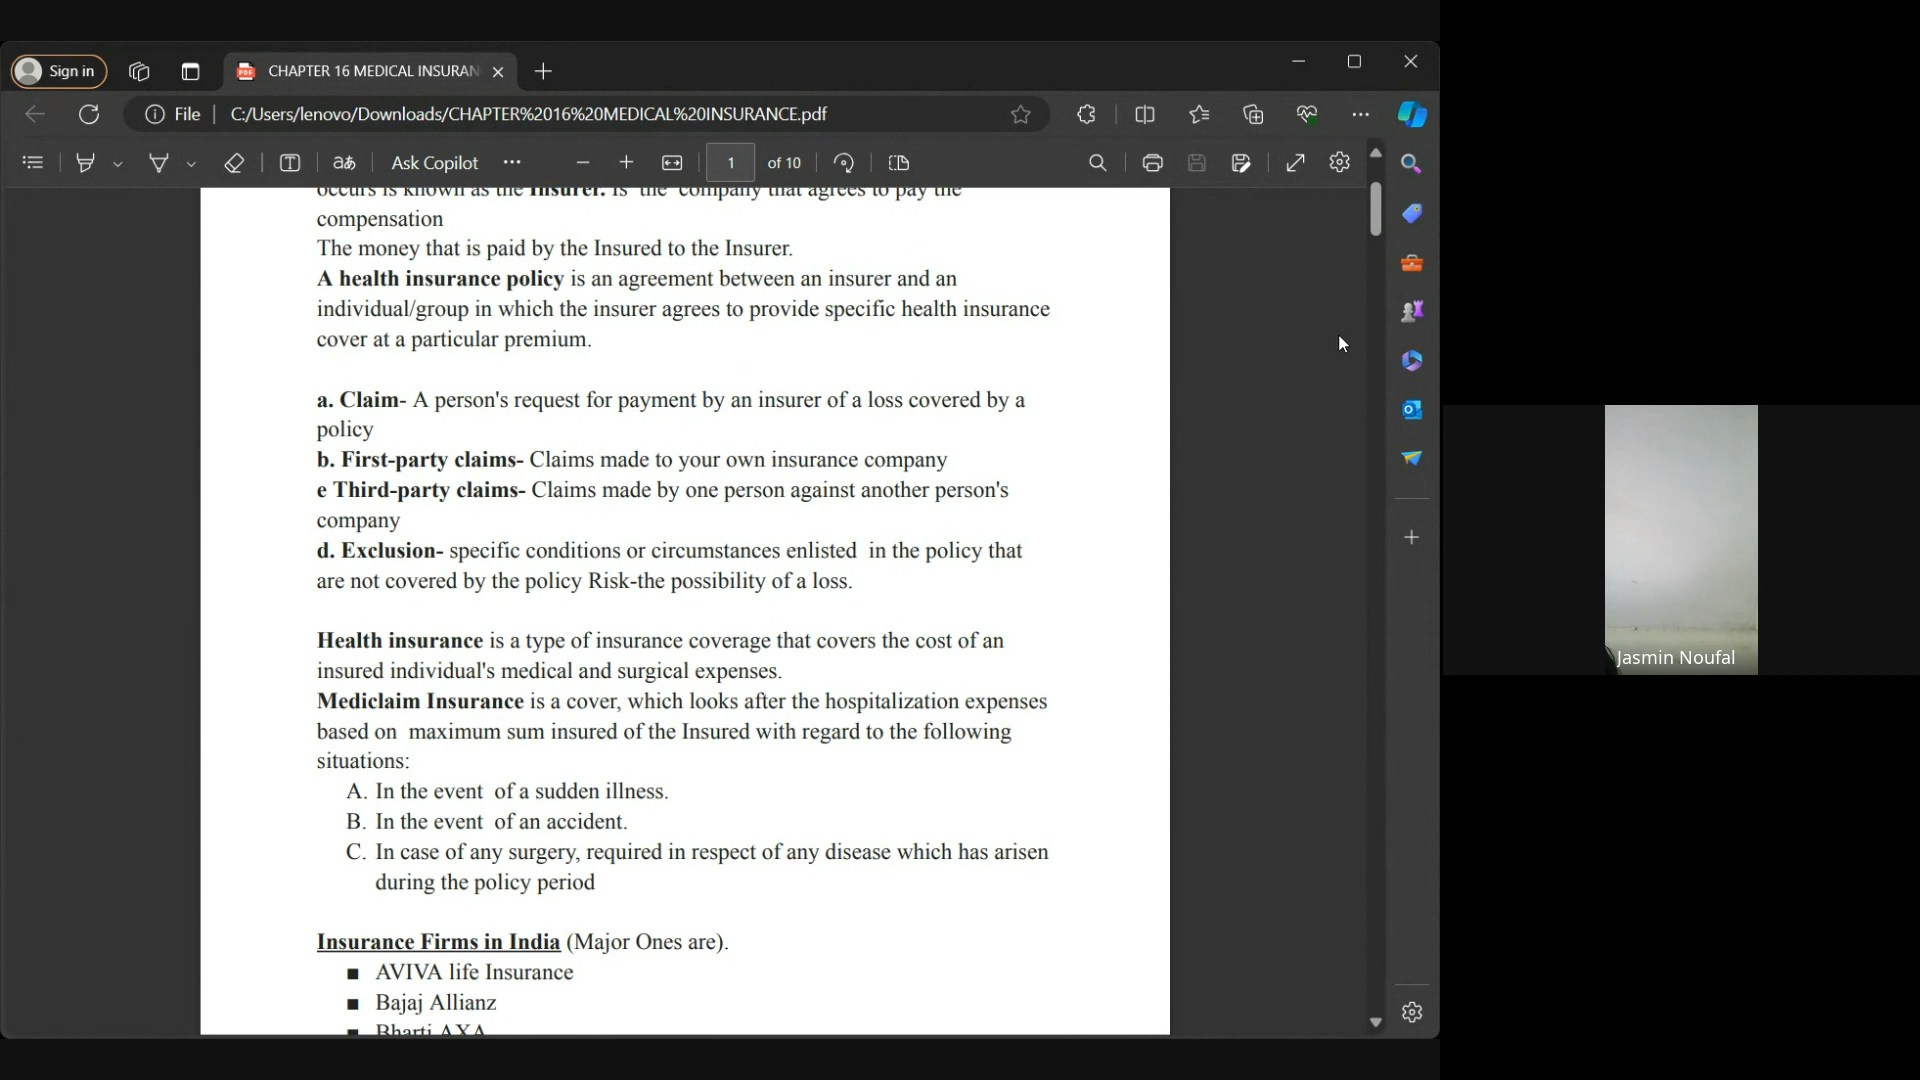 Sign in
CHAPTER 16 MEDICAL INSURAN
File
C:/Users/lenovo/Downloads/CHAPTER%2016%20MEDICAL%20INSURANCE.pdf
Ask Copilot
1 of 10
occurs is known as the Insurer. Is the company that agrees to pay the
compensation
The money that is paid by the Insured to the Insurer.
A health insurance policy is an agreement between an insurer and an
individual/group in which the insurer agrees to provide specific health insurance
cover at a particular premium.
a. Claim- A person's request for payment by an insurer of a loss covered by a
policy
b. First-party claims- Claims made to your own insurance company
e Third-party claims- Claims made by one person against another person's
company
d. Exclusion- specific conditions or circumstances enlisted in the policy that
are not covered by the policy Risk-the possibility of a loss.
Health insurance is a type of insurance coverage that covers the cost of an
insured individual's medical and surgical expenses.
Mediclaim Insurance is a cover, which looks after the hospitalization expenses
based on maximum sum insured of the Insured with regard to the following
situations:
A. In the event of a sudden illness.
B. In the event of an accident.
C. In case of any surgery, required in respect of any disease which has arisen
during the policy period
Insurance Firms in India (Major Ones are).
■ AVIVA life Insurance
■ Bajaj Allianz
■ Bharti AXA
Jasmin Noufal